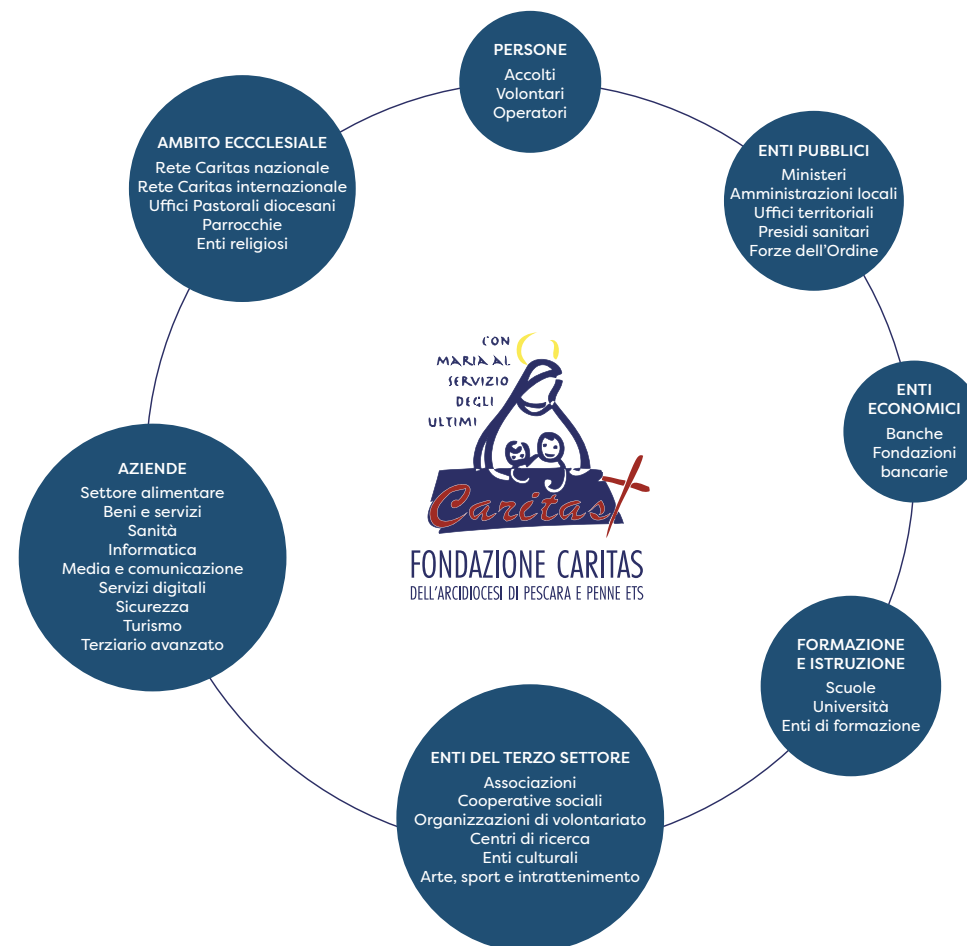 PERSONE
Accolti
Volontari
Operatori
ENTI PUBBLICI
Ministeri
Amministrazioni locali
Uffici territoriali
Presidi sanitari
Forze dell'Ordine
ENTI
ECONOMICI
Banche
Fondazioni
bancarie
FORMAZIONE
E ISTRUZIONE
Scuole
Università
Enti di formazione
ENTI DEL TERZO SETTORE
Associazioni
Cooperative sociali
Organizzazioni di volontariato
Centri di ricerca
Enti culturali
Arte, sport e intrattenimento
AZIENDE
Settore alimentare
Beni e servizi
Sanità
Informatica
Media e comunicazione
Servizi digitali
Sicurezza
Turismo
Terziario avanzato
AMBITO ECCCLESIALE
Rete Caritas nazionale
Rete Caritas internazionale
Uffici Pastorali diocesani
Parrocchie
Enti religiosi
CON
MARIA AL
SERVIZIO
DEGLI
ULTIMI
Caritas
FONDAZIONE CARITAS
DELL'ARCIDIOCESI DI PESCARA E PENNE ETS